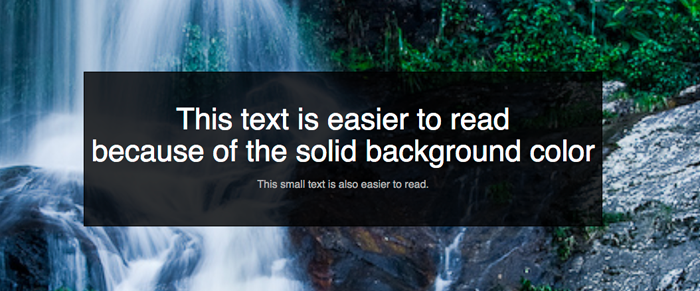 This text is easier to read
because of the solid background color
This small text is also easier to read.